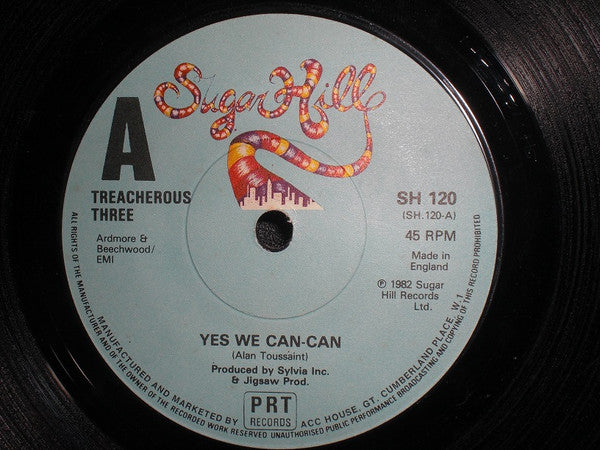 Sugar Hill
A
TREACHEROUS
THREE
Ardmore &
Beechwood/
EMI
SH 120
(SH.120-A)
45 RPM
Made in
England
℗ 1982 Sugar
Hill Records
Ltd.
YES WE CAN-CAN
(Alan Toussaint)
Produced by Sylvia Inc.
& Jigsaw Prod.
MANUFACTURED AND MARKETED BY PRT RECORDS ACC HOUSE, GT. CUMBERLAND PLACE, W.1
ALL RIGHTS OF THE MANUFACTURER AND OF THE OWNER OF THE RECORDED WORK RESERVED UNAUTHORISED PUBLIC PERFORMANCE BROADCASTING AND COPYING OF THIS RECORD PROHIBITED